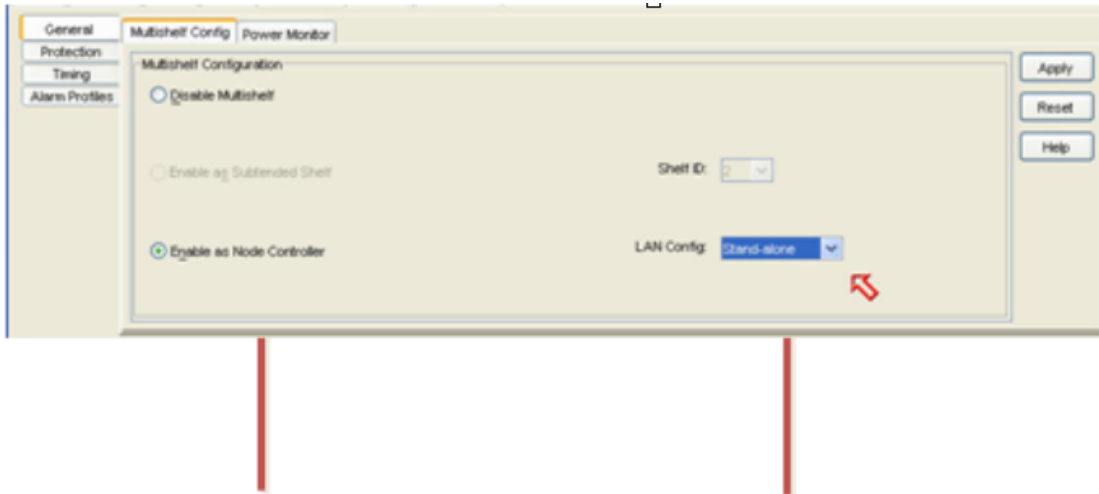 General
Multishelf Config
Power Monitor
Protection
Timing
Alarm Profiles
Multishelf Configuration
Disable Multishelf
Apply
Reset
Help
Enable as Subtended Shelf
Shelf ID:
2
Enable as Node Controller
LAN Config:
Stand-alone